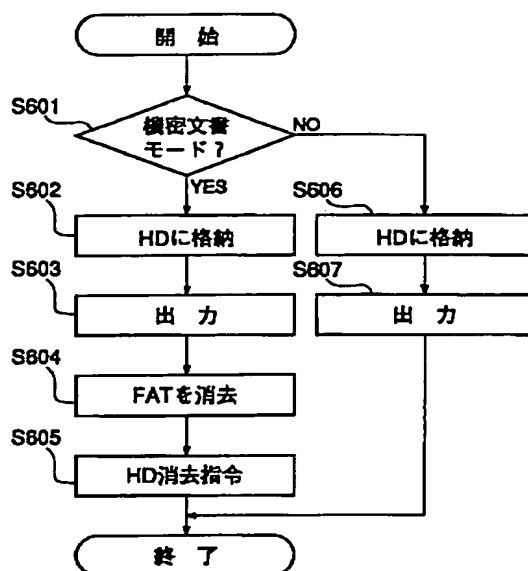 開 始
S601
機密文書
モード?
NO
YES
S602
HDに格納
S606
HDに格納
S603
出 力
S607
出 力
S604
FATを消去
S605
HD消去指令
終 了